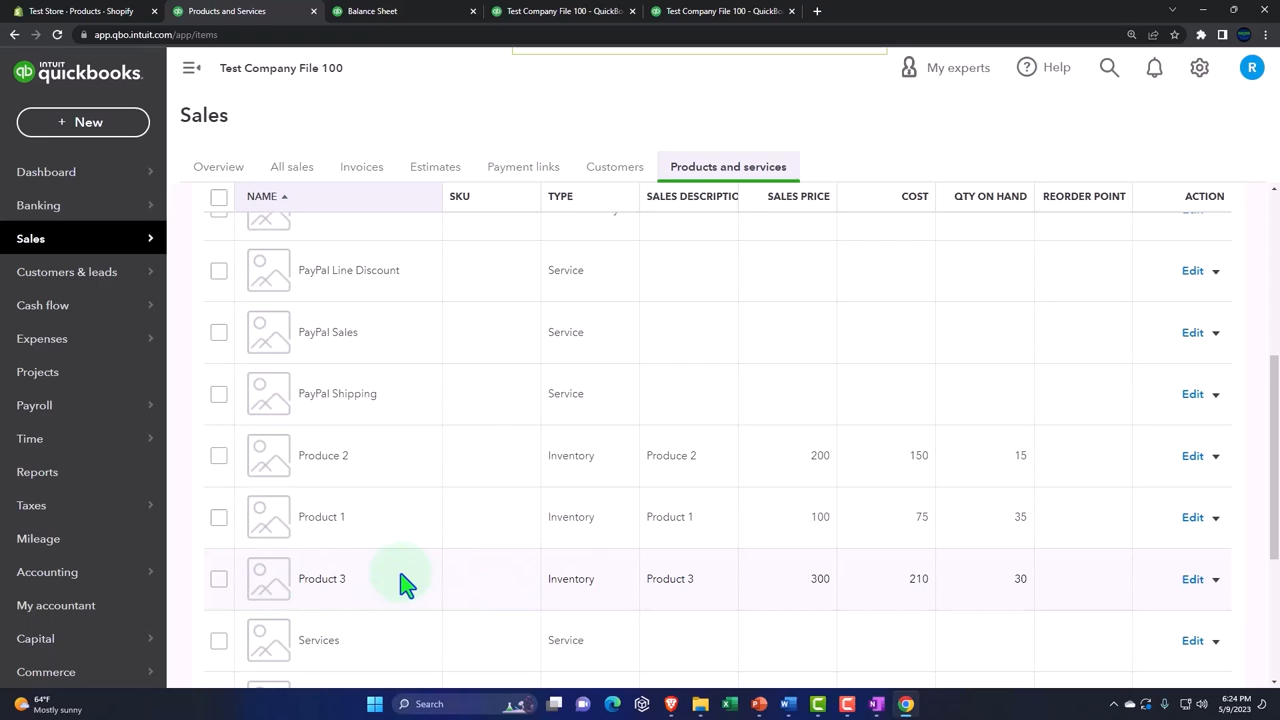 Shopify · Products · Shopify
Products and Services
Balance Sheet
Test Company File 100 - QuickBo
Test Company File 100 - QuickBo
app.qbo.intuit.com/app/items
INTUIT
quickbooks.
Test Company File 100
My experts
Help
R
+ New
Sales
Overview
All sales
Invoices
Estimates
Payment links
Customers
Products and services
Dashboard
Banking
Sales
Customers & leads
Cash flow
Expenses
Projects
Payroll
Time
Reports
Taxes
Mileage
Accounting
My accountant
Capital
Commerce
NAME SKU TYPE SALES DESCRIPTIO SALES PRICE COST QTY ON HAND REORDER POINT ACTION
PayPal Line Discount Service Edit
PayPal Sales Service Edit
PayPal Shipping Service Edit
Produce 2 Inventory Produce 2 200 150 15 Edit
Product 1 Inventory Product 1 100 75 35 Edit
Product 3 Inventory Product 3 300 210 30 Edit
Services Service Edit
64°F
Mostly sunny
Search
6:24 PM
5/9/2023